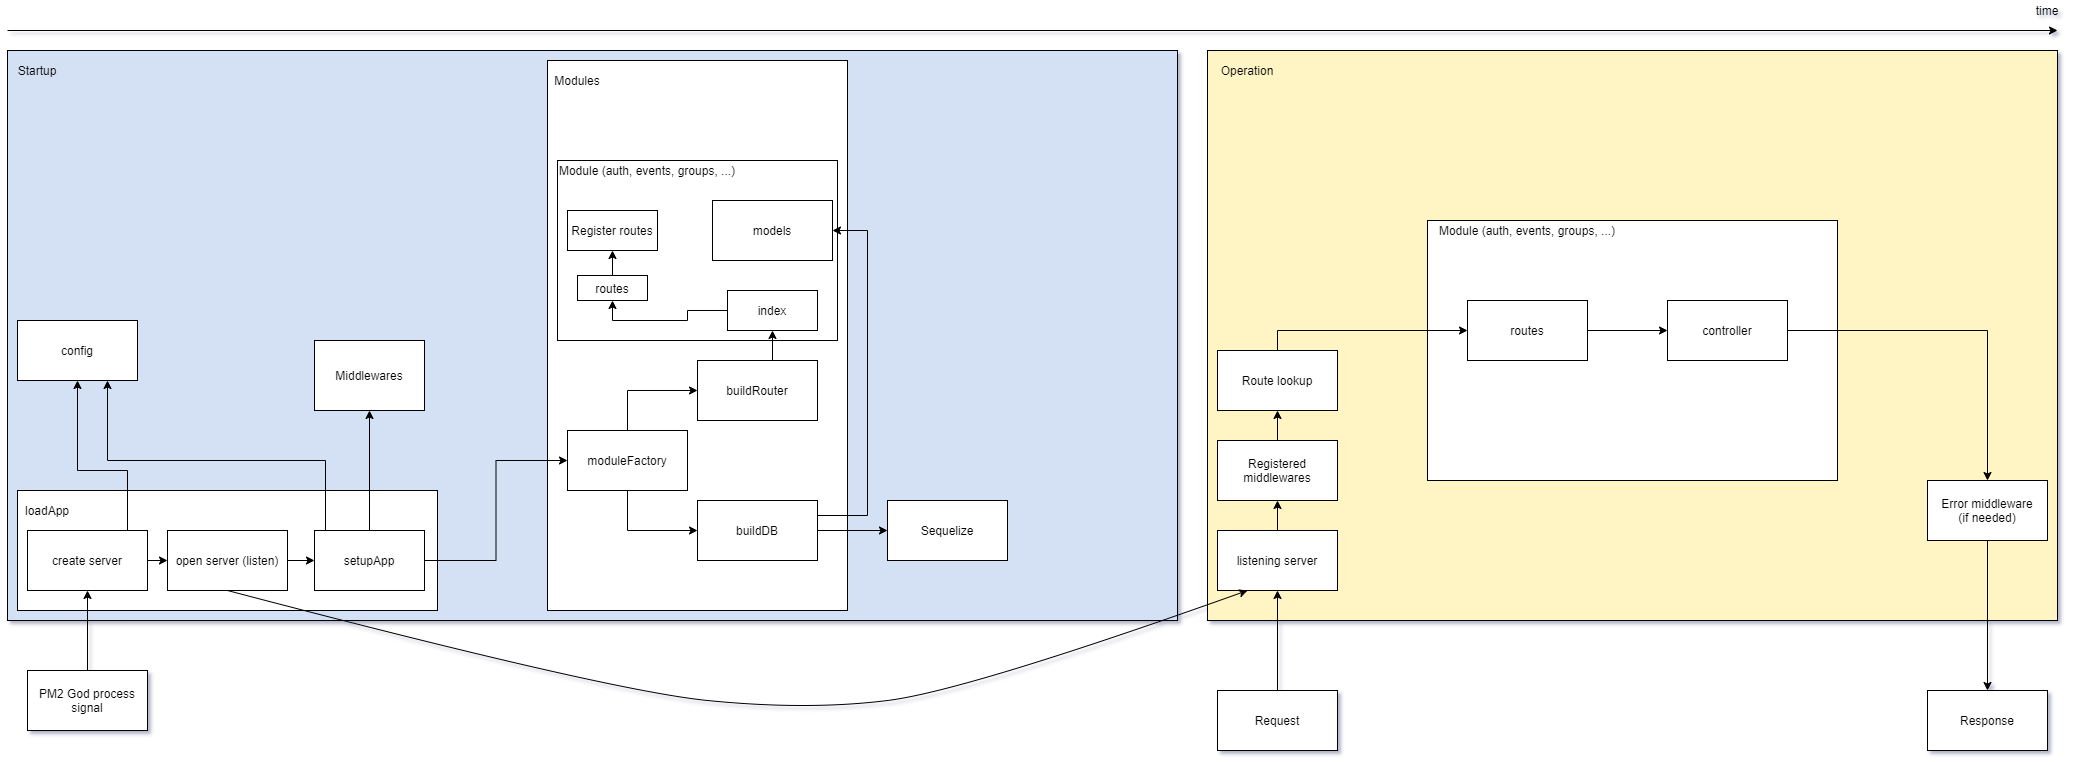 time
Startup
Modules
Module (auth, events, groups, ...)
Register routes
models
routes
index
config
Middlewares
buildRouter
moduleFactory
loadApp
create server
open server (listen)
setupApp
buildDB
Sequelize
PM2 God process
signal
Operation
Module (auth, events, groups, ...)
routes
controller
Route lookup
Registered
middlewares
listening server
Error middleware
(if needed)
Request
Response